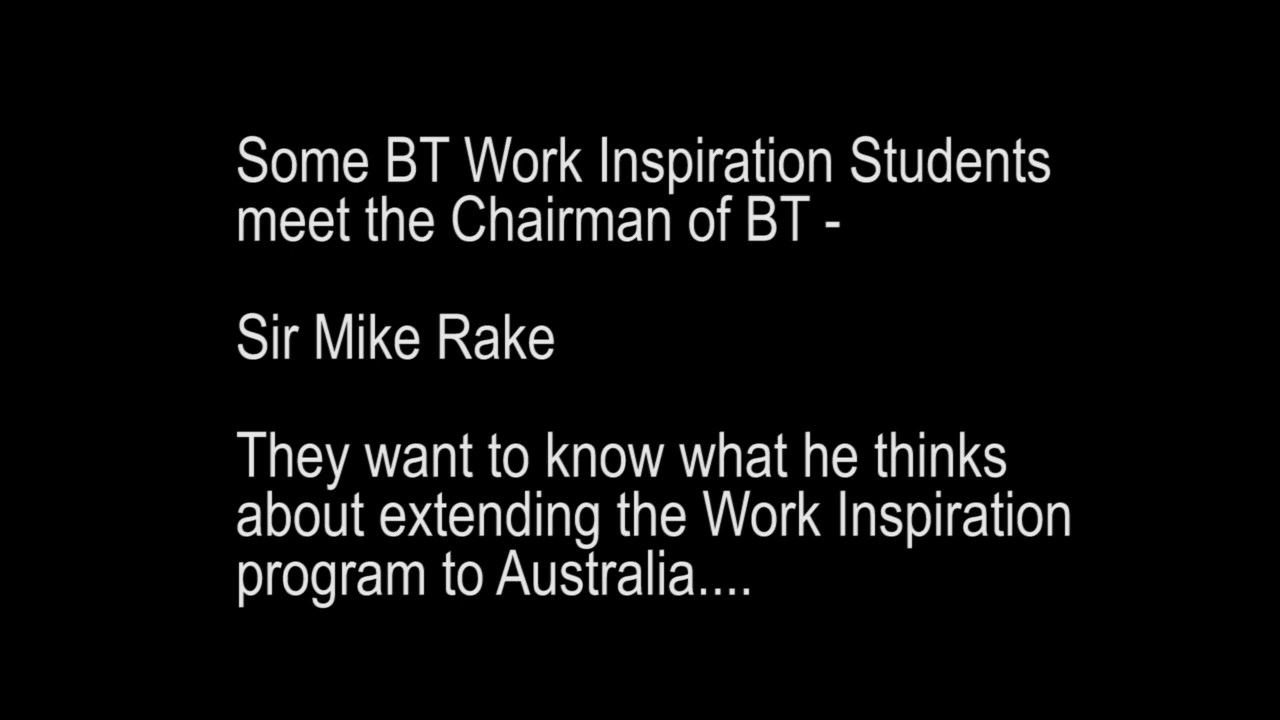 Some BT Work Inspiration Students
meet the Chairman of BT -
Sir Mike Rake
They want to know what he thinks
about extending the Work Inspiration
program to Australia....